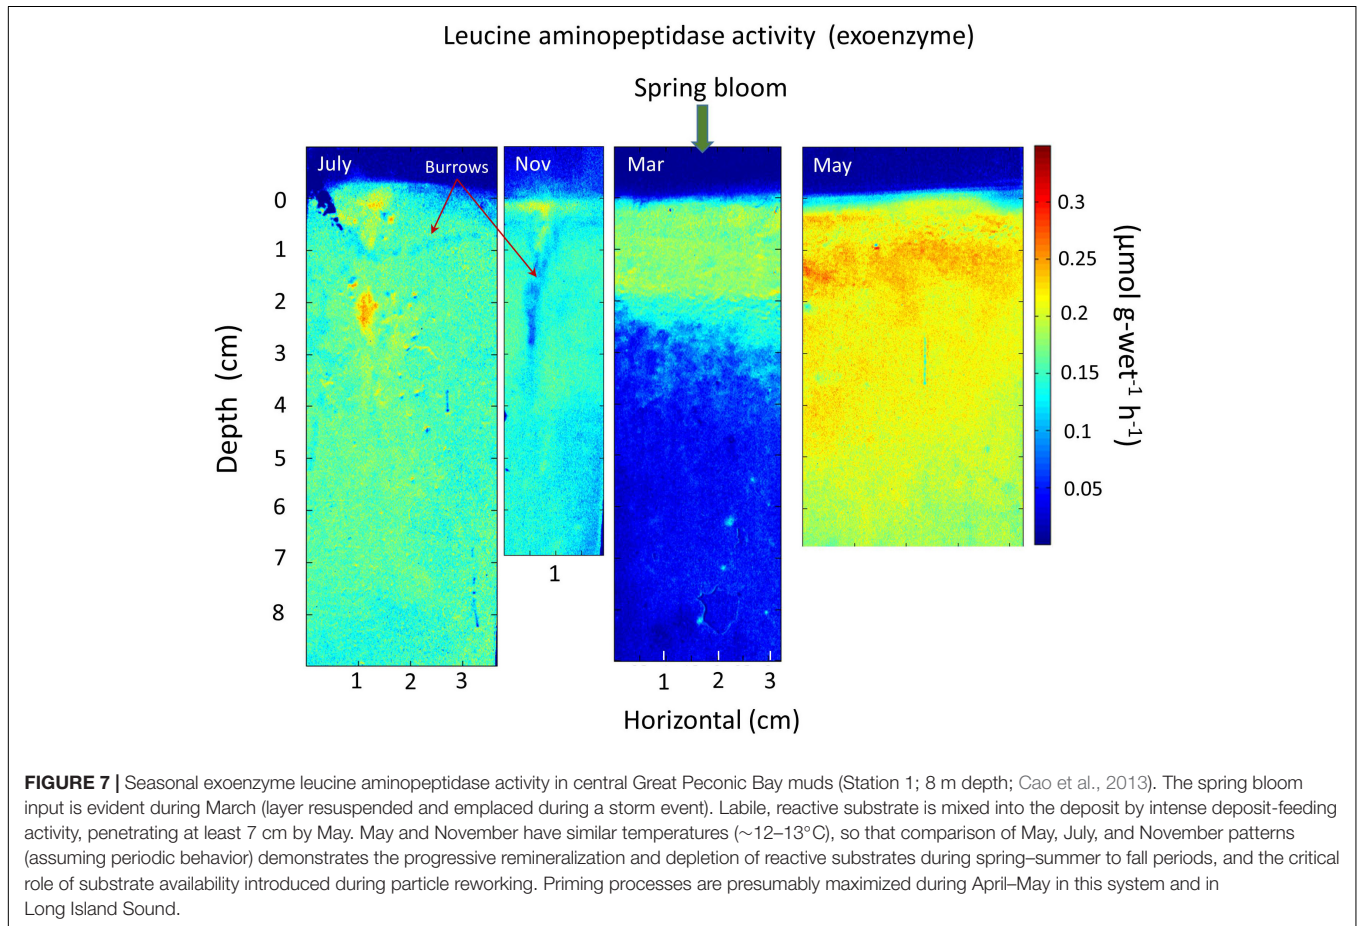 Leucine aminopeptidase activity (exoenzyme)
Spring bloom
July
Burrows
Nov
Mar
May
0
1
2
3
4
5
6
7
8
Depth (cm)
0.3
0.25
0.2
0.15
0.1
0.05
(µmol g-wet⁻¹ h⁻¹)
1
1 2 3
1 2 3
Horizontal (cm)
FIGURE 7 | Seasonal exoenzyme leucine aminopeptidase activity in central Great Peconic Bay muds (Station 1; 8 m depth; Cao et al., 2013). The spring bloom
input is evident during March (layer resuspended and emplaced during a storm event). Labile, reactive substrate is mixed into the deposit by intense deposit-feeding
activity, penetrating at least 7 cm by May. May and November have similar temperatures (∼12–13°C), so that comparison of May, July, and November patterns
(assuming periodic behavior) demonstrates the progressive remineralization and depletion of reactive substrates during spring–summer to fall periods, and the critical
role of substrate availability introduced during particle reworking. Priming processes are presumably maximized during April–May in this system and in
Long Island Sound.